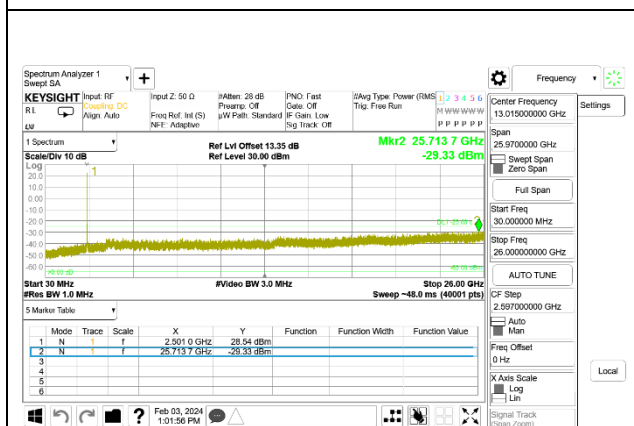 Spectrum Analyzer 1
Swept SA
Frequency
Settings
KEYSIGHT
RL
Input: RF
Coupling: DC
Align: Auto
Input Z: 50 Ω
Freq Ref: Int (S)
NFE: Adaptive
#Atten: 28 dB
Preamp: Off
µW Path: Standard
PNO: Fast
Gate: Off
IF Gain: Low
Sig Track: Off
#Avg Type: Power (RMS
Trig: Free Run
1 2 3 4 5 6
M W W W W W
P P P P P P
1 Spectrum
Scale/Div 10 dB
Ref Lvl Offset 13.35 dB
Ref Level 30.00 dBm
Mkr2 25.713 7 GHz
-29.33 dBm
Log
20.0
10.0
0.00
-10.0
-20.0
-30.0
-40.0
-50.0
-60.0
1
Start 30 MHz
#Video BW 3.0 MHz
Stop 26.00 GHz
#Res BW 1.0 MHz
Sweep ~48.0 ms (40001 pts)
5 Marker Table
Mode Trace Scale X Y Function Function Width Function Value
1 N 1 f 2.501 0 GHz 28.54 dBm
2 N 1 f 25.713 7 GHz -29.33 dBm
3
4
5
6
Feb 03, 2024
1:01:56 PM
Center Frequency
13.015000000 GHz
Span
25.9700000 GHz
Swept Span
Zero Span
Full Span
Start Freq
30.000000 MHz
Stop Freq
26.000000000 GHz
AUTO TUNE
CF Step
2.597000000 GHz
Auto
Man
Freq Offset
0 Hz
X Axis Scale
Log
Lin
Signal Track
(Span Zoom)
Local